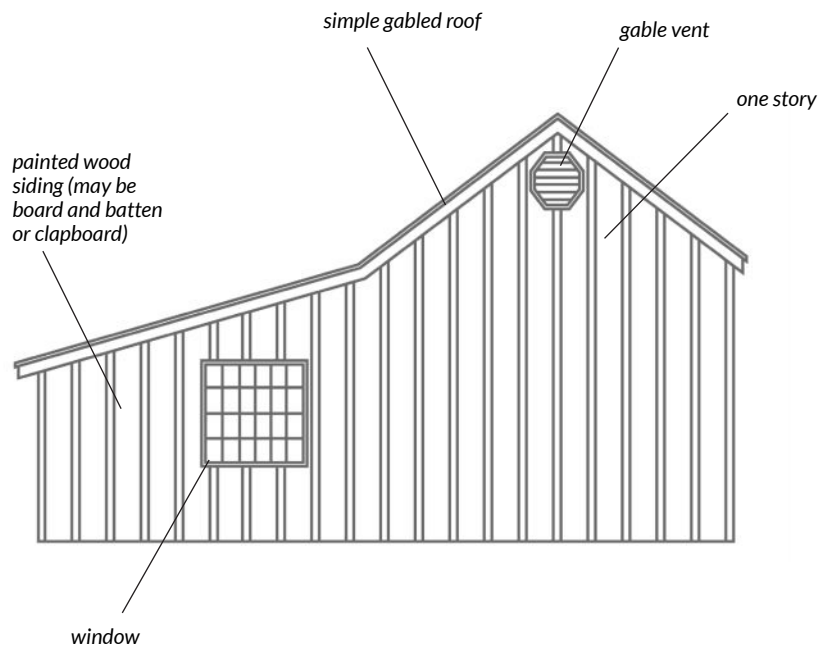 simple gabled roof
gable vent
one story
painted wood
siding (may be
board and batten
or clapboard)
window